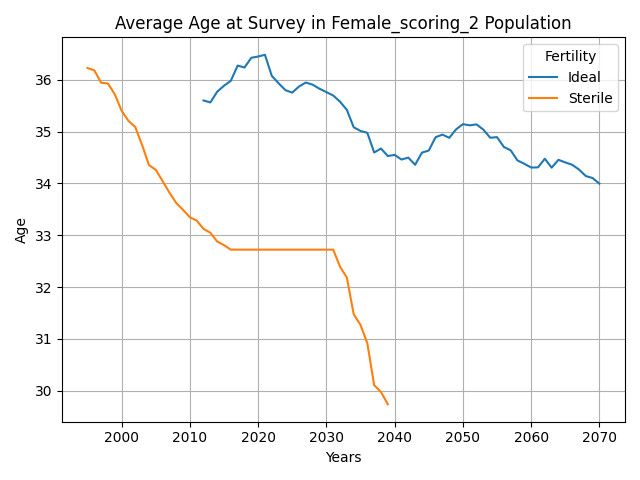 Average Age at Survey in Female_scoring_2 Population
Fertility
Ideal
Sterile
Age
36
35
34
33
32
31
30
2000 2010 2020 2030 2040 2050 2060 2070
Years